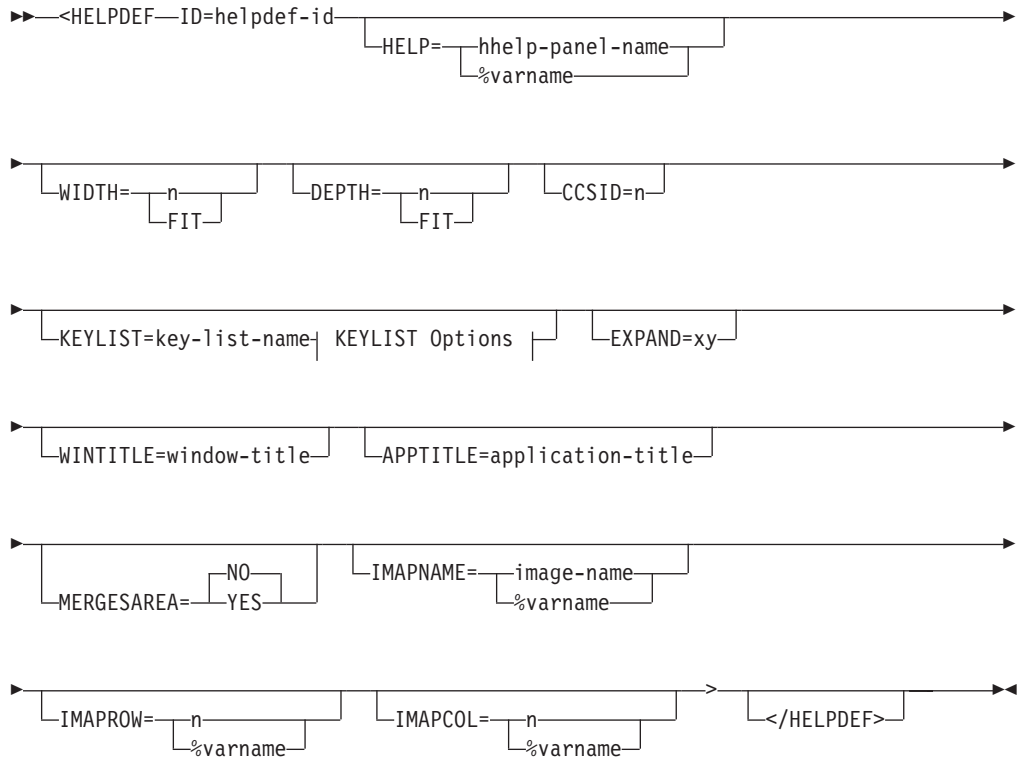 <HELPDEF ID=helpdef-id
HELP= hhelp-panel-name
%varname
WIDTH= n DEPTH= n CCSID=n
FIT FIT
KEYLIST=key-list-name KEYLIST Options EXPAND=xy
WINTITLE=window-title APPTITLE=application-title
NO
MERGESAREA= YES IMAPNAME= image-name
%varname
>
IMAPROW= n IMAPCOL= n </HELPDEF>
%varname %varname